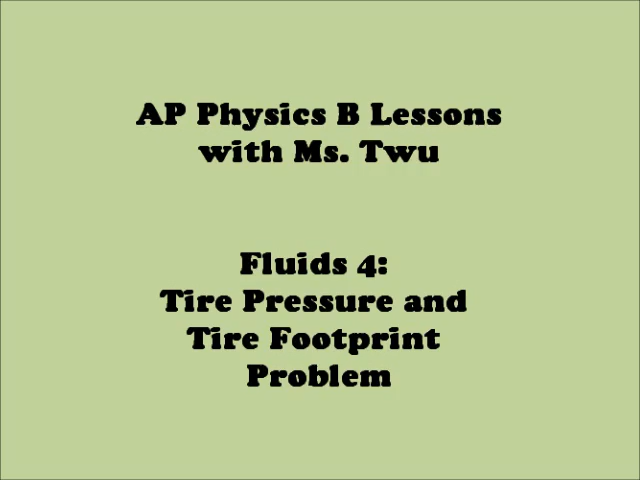 AP Physics B Lessons
with Ms. Twu
Fluids 4:
Tire Pressure and
Tire Footprint
Problem